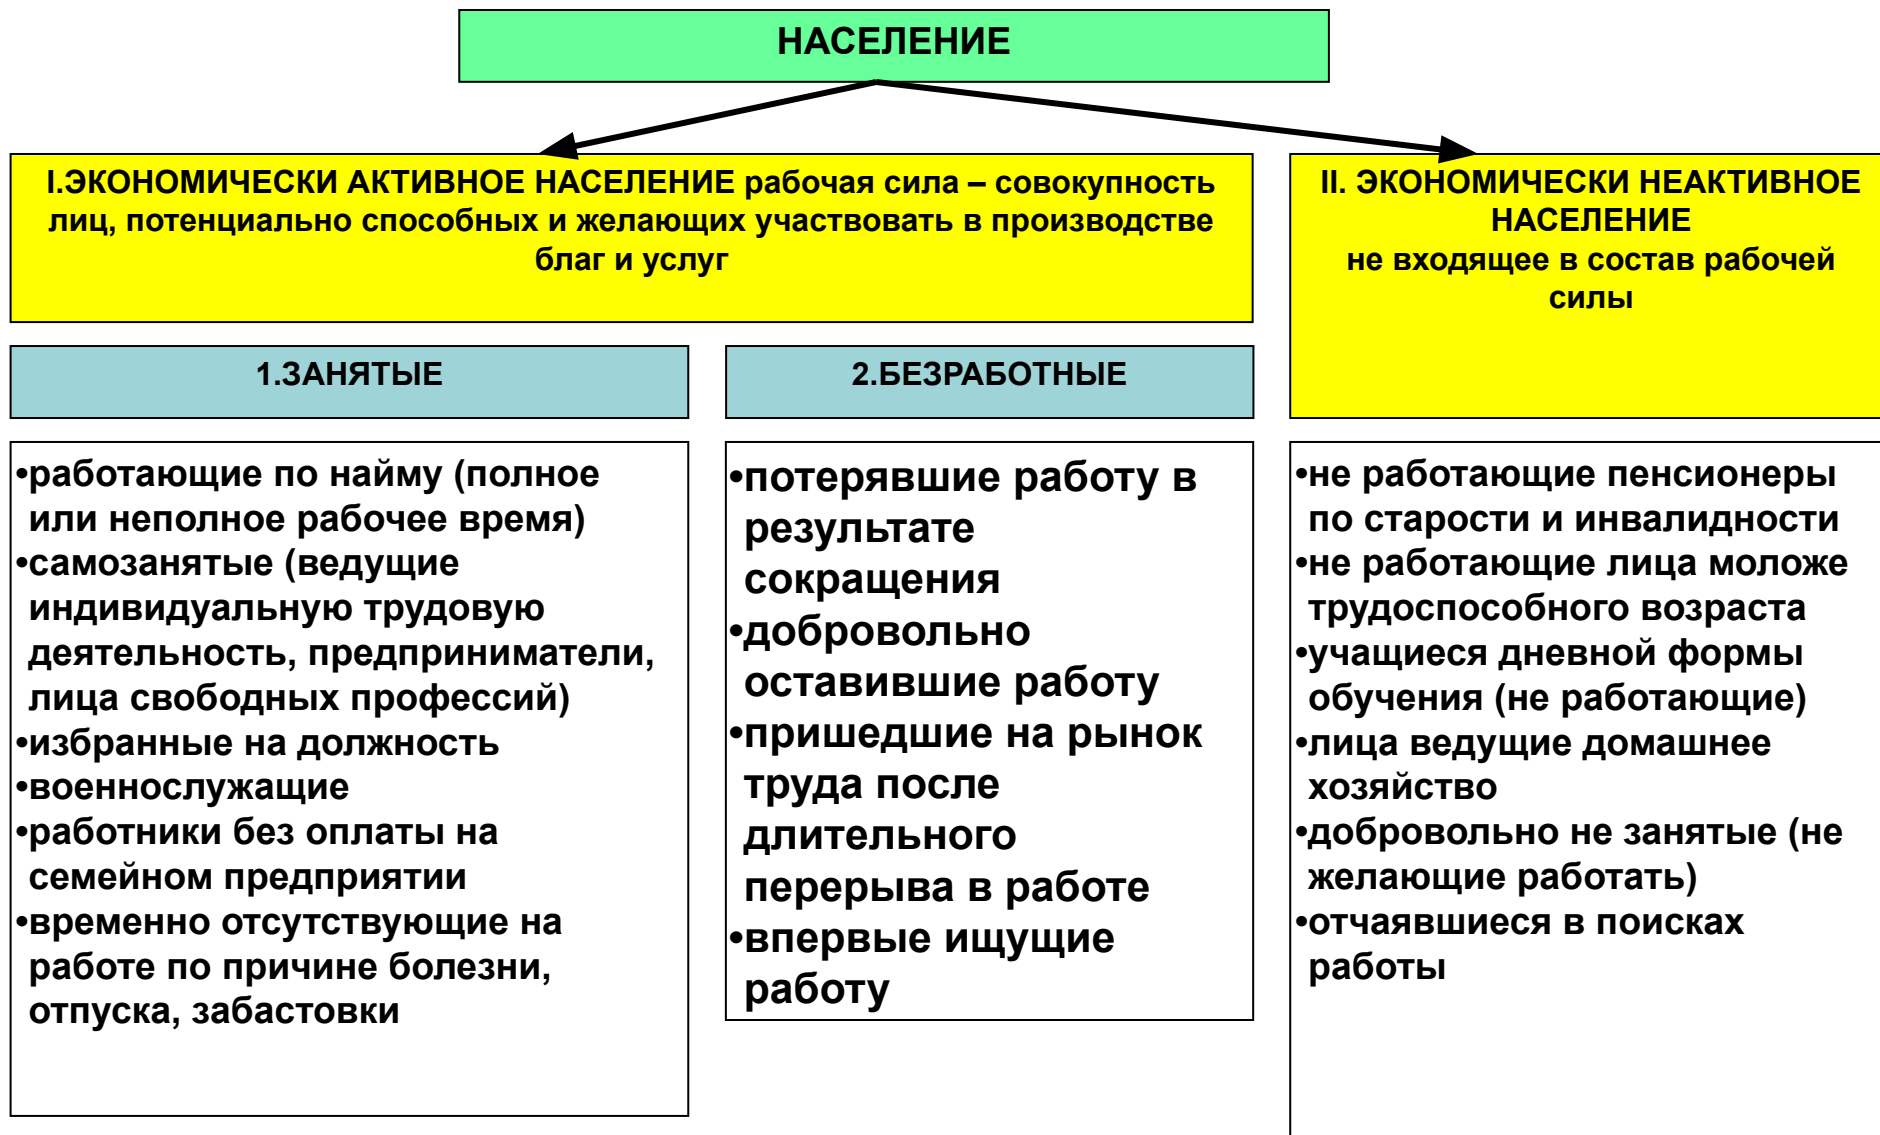 НАСЕЛЕНИЕ
I.ЭКОНОМИЧЕСКИ АКТИВНОЕ НАСЕЛЕНИЕ рабочая сила – совокупность
лиц, потенциально способных и желающих участвовать в производстве
благ и услуг
II. ЭКОНОМИЧЕСКИ НЕАКТИВНОЕ
НАСЕЛЕНИЕ
не входящее в состав рабочей
силы
1.ЗАНЯТЫЕ
2.БЕЗРАБОТНЫЕ
•работающие по найму (полное
или неполное рабочее время)
•самозанятые (ведущие
индивидуальную трудовую
деятельность, предприниматели,
лица свободных профессий)
•избранные на должность
•военнослужащие
•работники без оплаты на
семейном предприятии
•временно отсутствующие на
работе по причине болезни,
отпуска, забастовки
•потерявшие работу в
результате
сокращения
•добровольно
оставившие работу
•пришедшие на рынок
труда после
длительного
перерыва в работе
•впервые ищущие
работу
•не работающие пенсионеры
по старости и инвалидности
•не работающие лица моложе
трудоспособного возраста
•учащиеся дневной формы
обучения (не работающие)
•лица ведущие домашнее
хозяйство
•добровольно не занятые (не
желающие работать)
•отчаявшиеся в поисках
работы